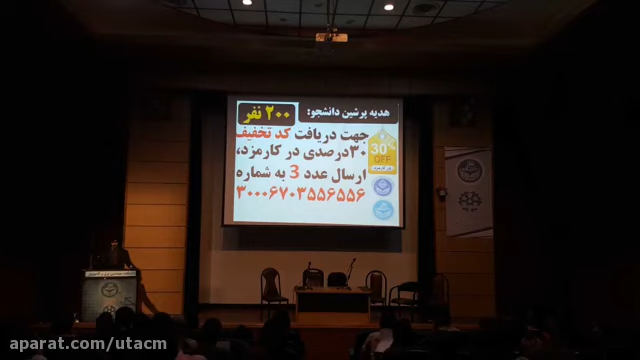 هدیه پرشین دانشجو: ۲۰۰ نفر
جهت دریافت کد تخفیف
۳۰درصدی در کارمزد،
ارسال عدد 3 به شماره
۳۰۰۰۶۷۰۳۵۵۶۵۵۶
30%
OFF
aparat.com/utacm